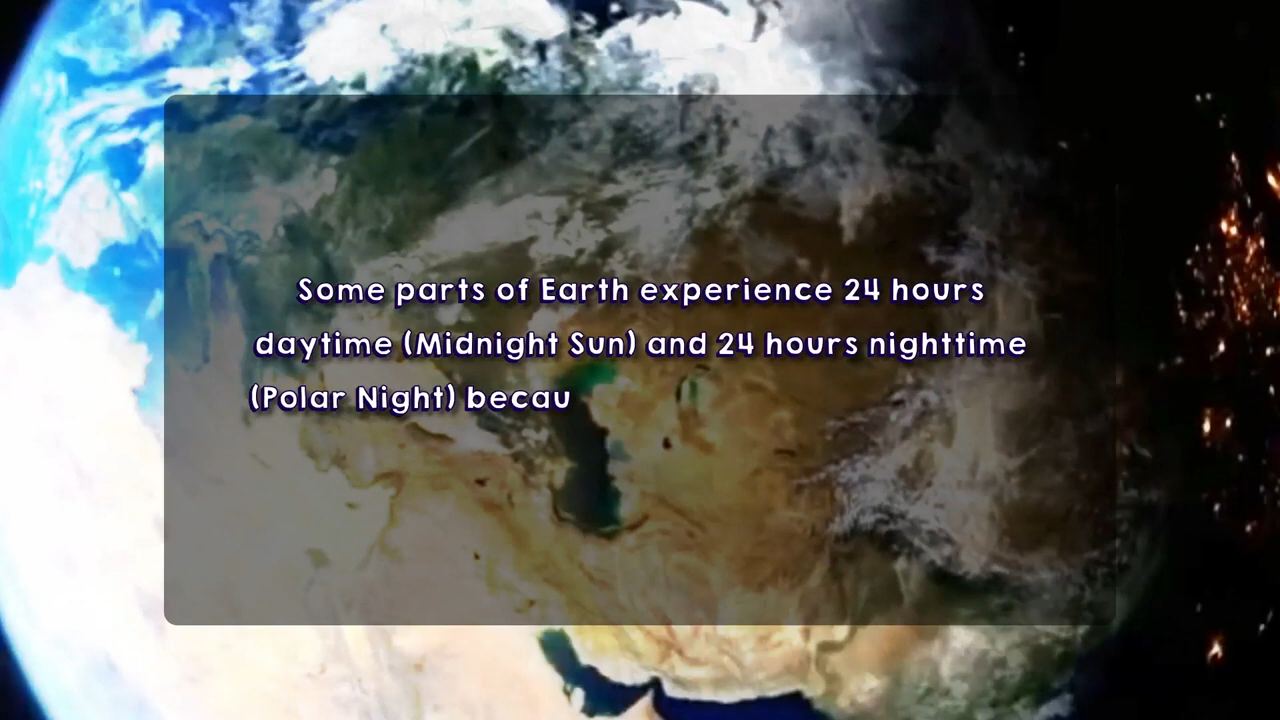 Some parts of Earth experience 24 hours
daytime (Midnight Sun) and 24 hours nighttime
(Polar Night) becau